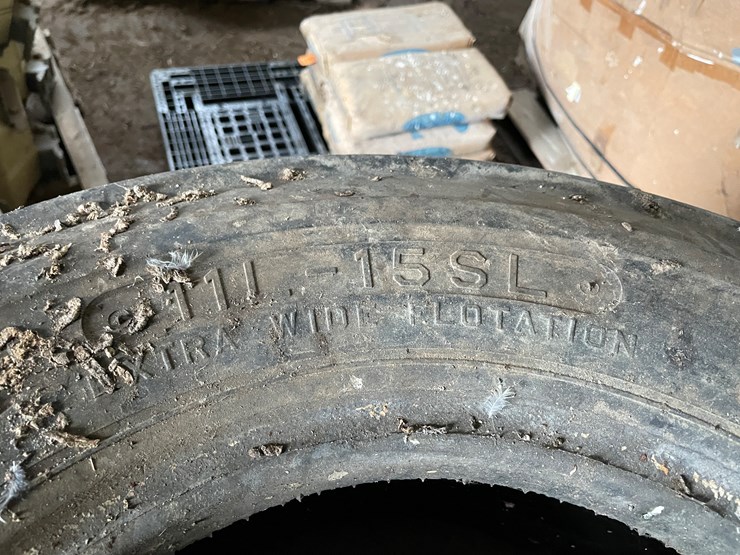 11L-15SL
EXTRA WIDE FLOTATION